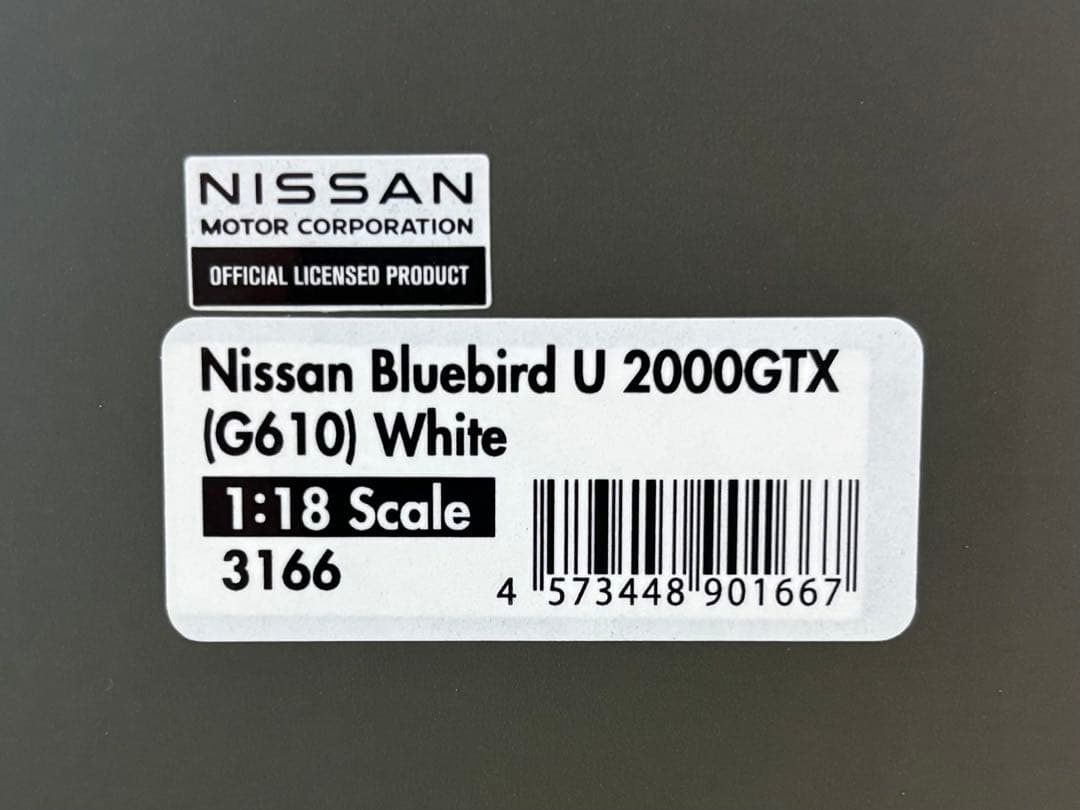 NISSAN
MOTOR CORPORATION
OFFICIAL LICENSED PRODUCT
Nissan Bluebird U 2000GTX
(G610) White
1:18 Scale
3166
4 573448 901667